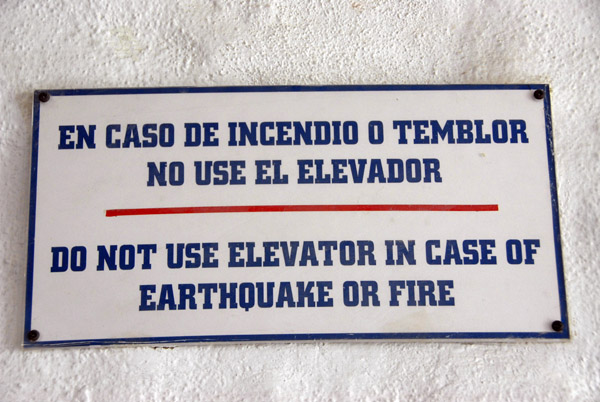 EN CASO DE INCENDIO O TEMBLOR
NO USE EL ELEVADOR
DO NOT USE ELEVATOR IN CASE OF
EARTHQUAKE OR FIRE